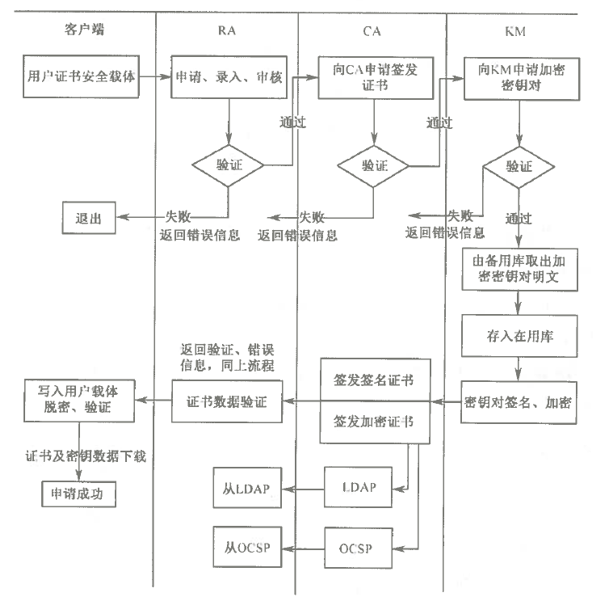 客户端
RA
CA
KM
用户证书安全载体
申请、录入、审核
向CA申请签发
证书
向KM申请加密
密钥对
通过
通过
验证
验证
验证
退出
失败
返回错误信息
失败
返回错误信息
失败
返回错误信息
通过
由备用库取出加
密密钥对明文
存入在用库
返回验证、错误
信息，同上流程
写入用户载体
脱密、验证
证书数据验证
签发签名证书
签发加密证书
密钥对签名、加密
证书及密钥数据下载
申请成功
从LDAP
LDAP
从OCSP
OCSP